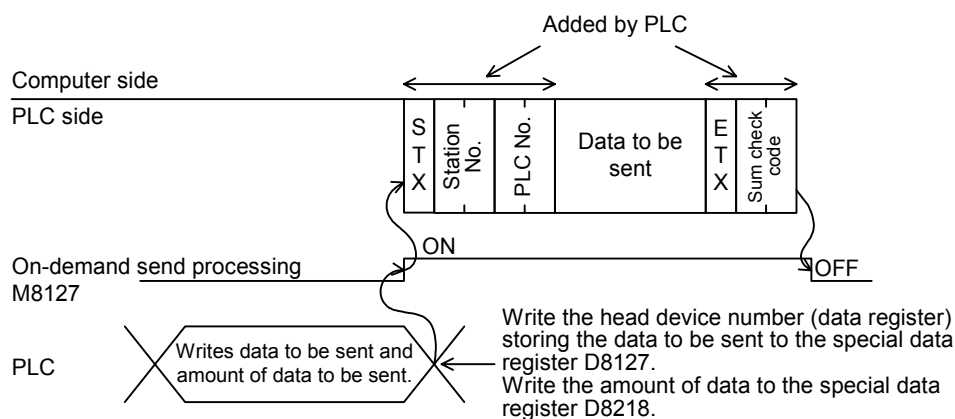 Added by PLC
Computer side
PLC side
STX
Station
No.
PLC No.
Data to be
sent
ETX
Sum check
code
ON
On-demand send processing
M8127
OFF
PLC
Writes data to be sent and
amount of data to be sent.
Write the head device number (data register)
storing the data to be sent to the special data
register D8127.
Write the amount of data to the special data
register D8218.